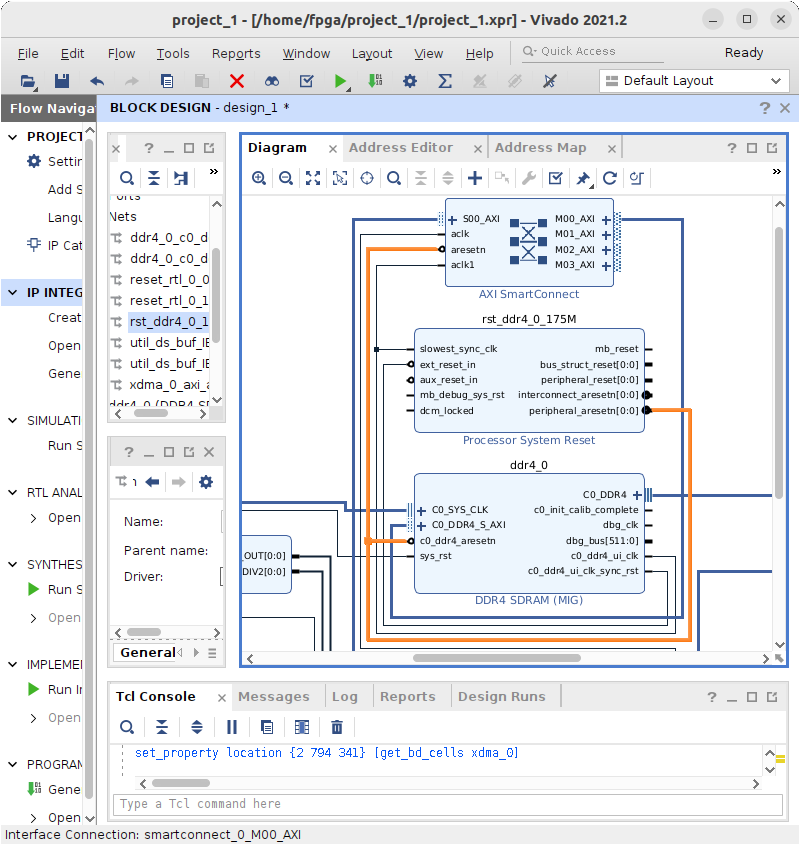 project_1 - [/home/fpga/project_1/project_1.xpr] - Vivado 2021.2
File Edit Flow Tools Reports Window Layout View Help Quick Access Ready
Default Layout
Flow Naviga
BLOCK DESIGN - design_1 *
PROJECT
Settin
Add S
Langu
IP Cat
IP INTEG
Creat
Open
Gene
SIMULATI
Run S
RTL ANAL
Open
SYNTHES
Run S
Open
IMPLEMEN
Run In
Open
PROGRAM
Gene
Open
Nets
ddr4_0_c0_d
ddr4_0_c0_d
reset_rtl_0_0
reset_rtl_0_1
rst_ddr4_0_1
util_ds_buf_IE
util_ds_buf_IE
xdma_0_axi_a
ddr4_0 (DDR4 SD
Name:
Parent name:
Driver:
General
Diagram
Address Editor
Address Map
S00_AXI M00_AXI
aclk M01_AXI
aresetn M02_AXI
aclk1 M03_AXI
AXI SmartConnect
rst_ddr4_0_175M
slowest_sync_clk mb_reset
ext_reset_in bus_struct_reset[0:0]
aux_reset_in peripheral_reset[0:0]
mb_debug_sys_rst interconnect_aresetn[0:0]
dcm_locked peripheral_aresetn[0:0]
Processor System Reset
ddr4_0
C0_DDR4
C0_SYS_CLK c0_init_calib_complete
C0_DDR4_S_AXI dbg_clk
c0_ddr4_aresetn dbg_bus[511:0]
sys_rst c0_ddr4_ui_clk
c0_ddr4_ui_clk_sync_rst
DDR4 SDRAM (MIG)
_OUT[0:0]
DIV2[0:0]
Tcl Console Messages Log Reports Design Runs
set_property location {2 794 341} [get_bd_cells xdma_0]
Type a Tcl command here
Interface Connection: smartconnect_0_M00_AXI